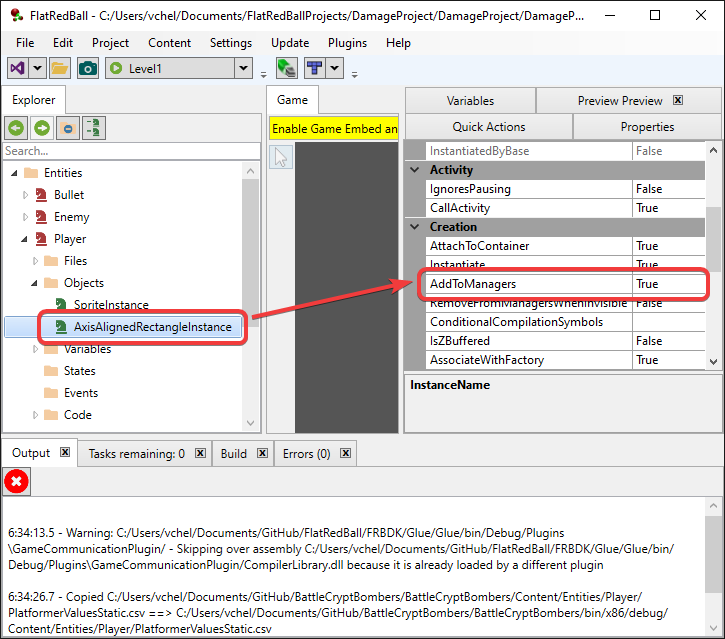 FlatRedBall - C:/Users/vchel/Documents/FlatRedBallProjects/DamageProject/DamageProject/DamageP...
File Edit Project Content Settings Update Plugins Help
Level1
Explorer
Search...
Entities
Bullet
Enemy
Player
Files
Objects
SpriteInstance
AxisAlignedRectangleInstance
Variables
States
Events
Code
Game
Enable Game Embed an
Variables Preview Preview
Quick Actions Properties
InstantiatedByBase False
Activity
IgnoresPausing False
CallActivity True
Creation
AttachToContainer True
Instantiate True
AddToManagers True
RemoveFromManagersWhenInvisible False
ConditionalCompilationSymbols
IsZBuffered False
AssociateWithFactory True
InstanceName
Output Tasks remaining: 0 Build Errors (0)
6:34:13.5 - Warning: C:/Users/vchel/Documents/GitHub/FlatRedBall/FRBDK/Glue/Glue/bin/Debug/Plugins
\GameCommunicationPlugin/ - Skipping over assembly C:/Users/vchel/Documents/GitHub/FlatRedBall/FRBDK/Glue/Glue/bin/
Debug/Plugins\GameCommunicationPlugin/CompilerLibrary.dll because it is already loaded by a different plugin
6:34:26.7 - Copied C:/Users/vchel/Documents/GitHub/BattleCryptBombers/BattleCryptBombers/Content/Entities/Player/
PlatformerValuesStatic.csv ==> C:/Users/vchel/Documents/GitHub/BattleCryptBombers/BattleCryptBombers/bin/x86/debug/
Content/Entities/Player/PlatformerValuesStatic.csv